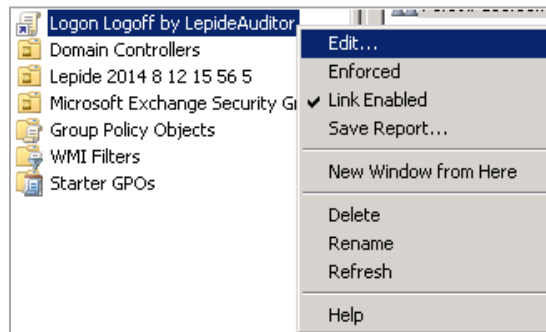 Logon Logoff by LepideAuditor
Domain Controllers
Lepide 2014 8 12 15 56 5
Microsoft Exchange Security
Group Policy Objects
WMI Filters
Starter GPOs
Edit...
Enforced
Link Enabled
Save Report...
New Window from Here
Delete
Rename
Refresh
Help